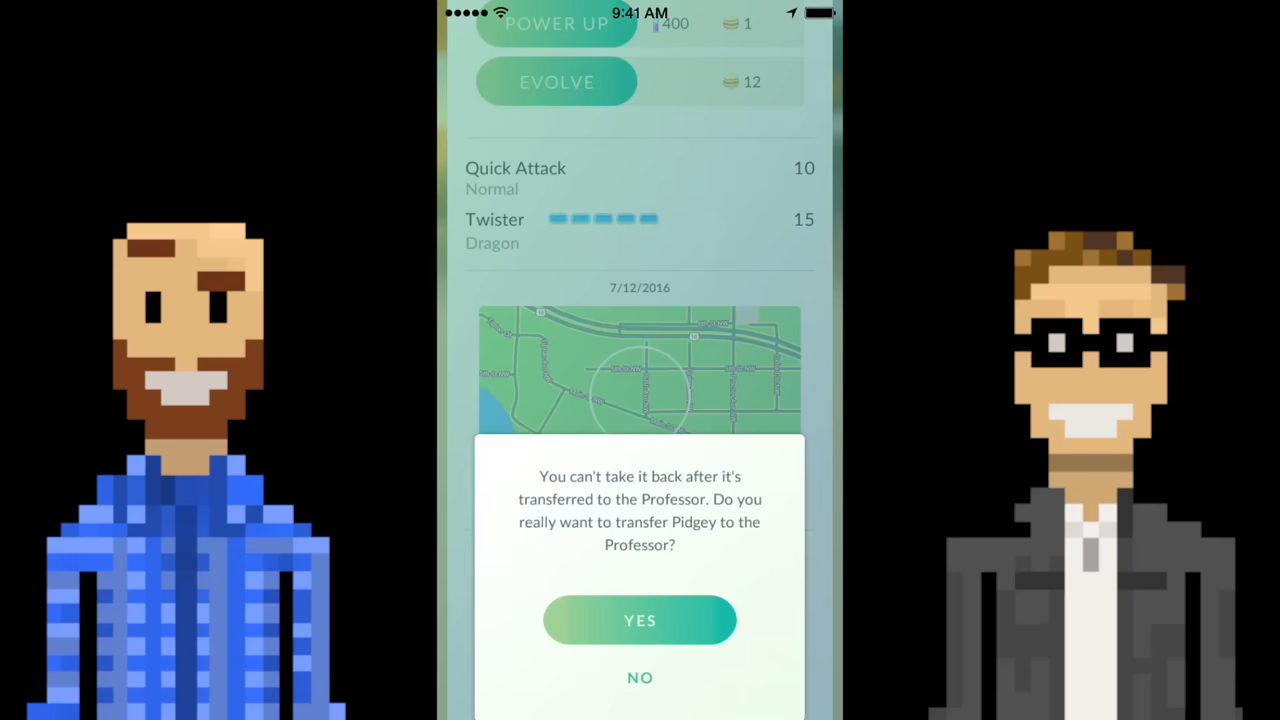 9:41 AM
POWER UP 400 1
EVOLVE 12
Quick Attack 10
Normal
Twister 15
Dragon
7/12/2016
You can't take it back after it's
transferred to the Professor. Do you
really want to transfer Pidgey to the
Professor?
YES
NO